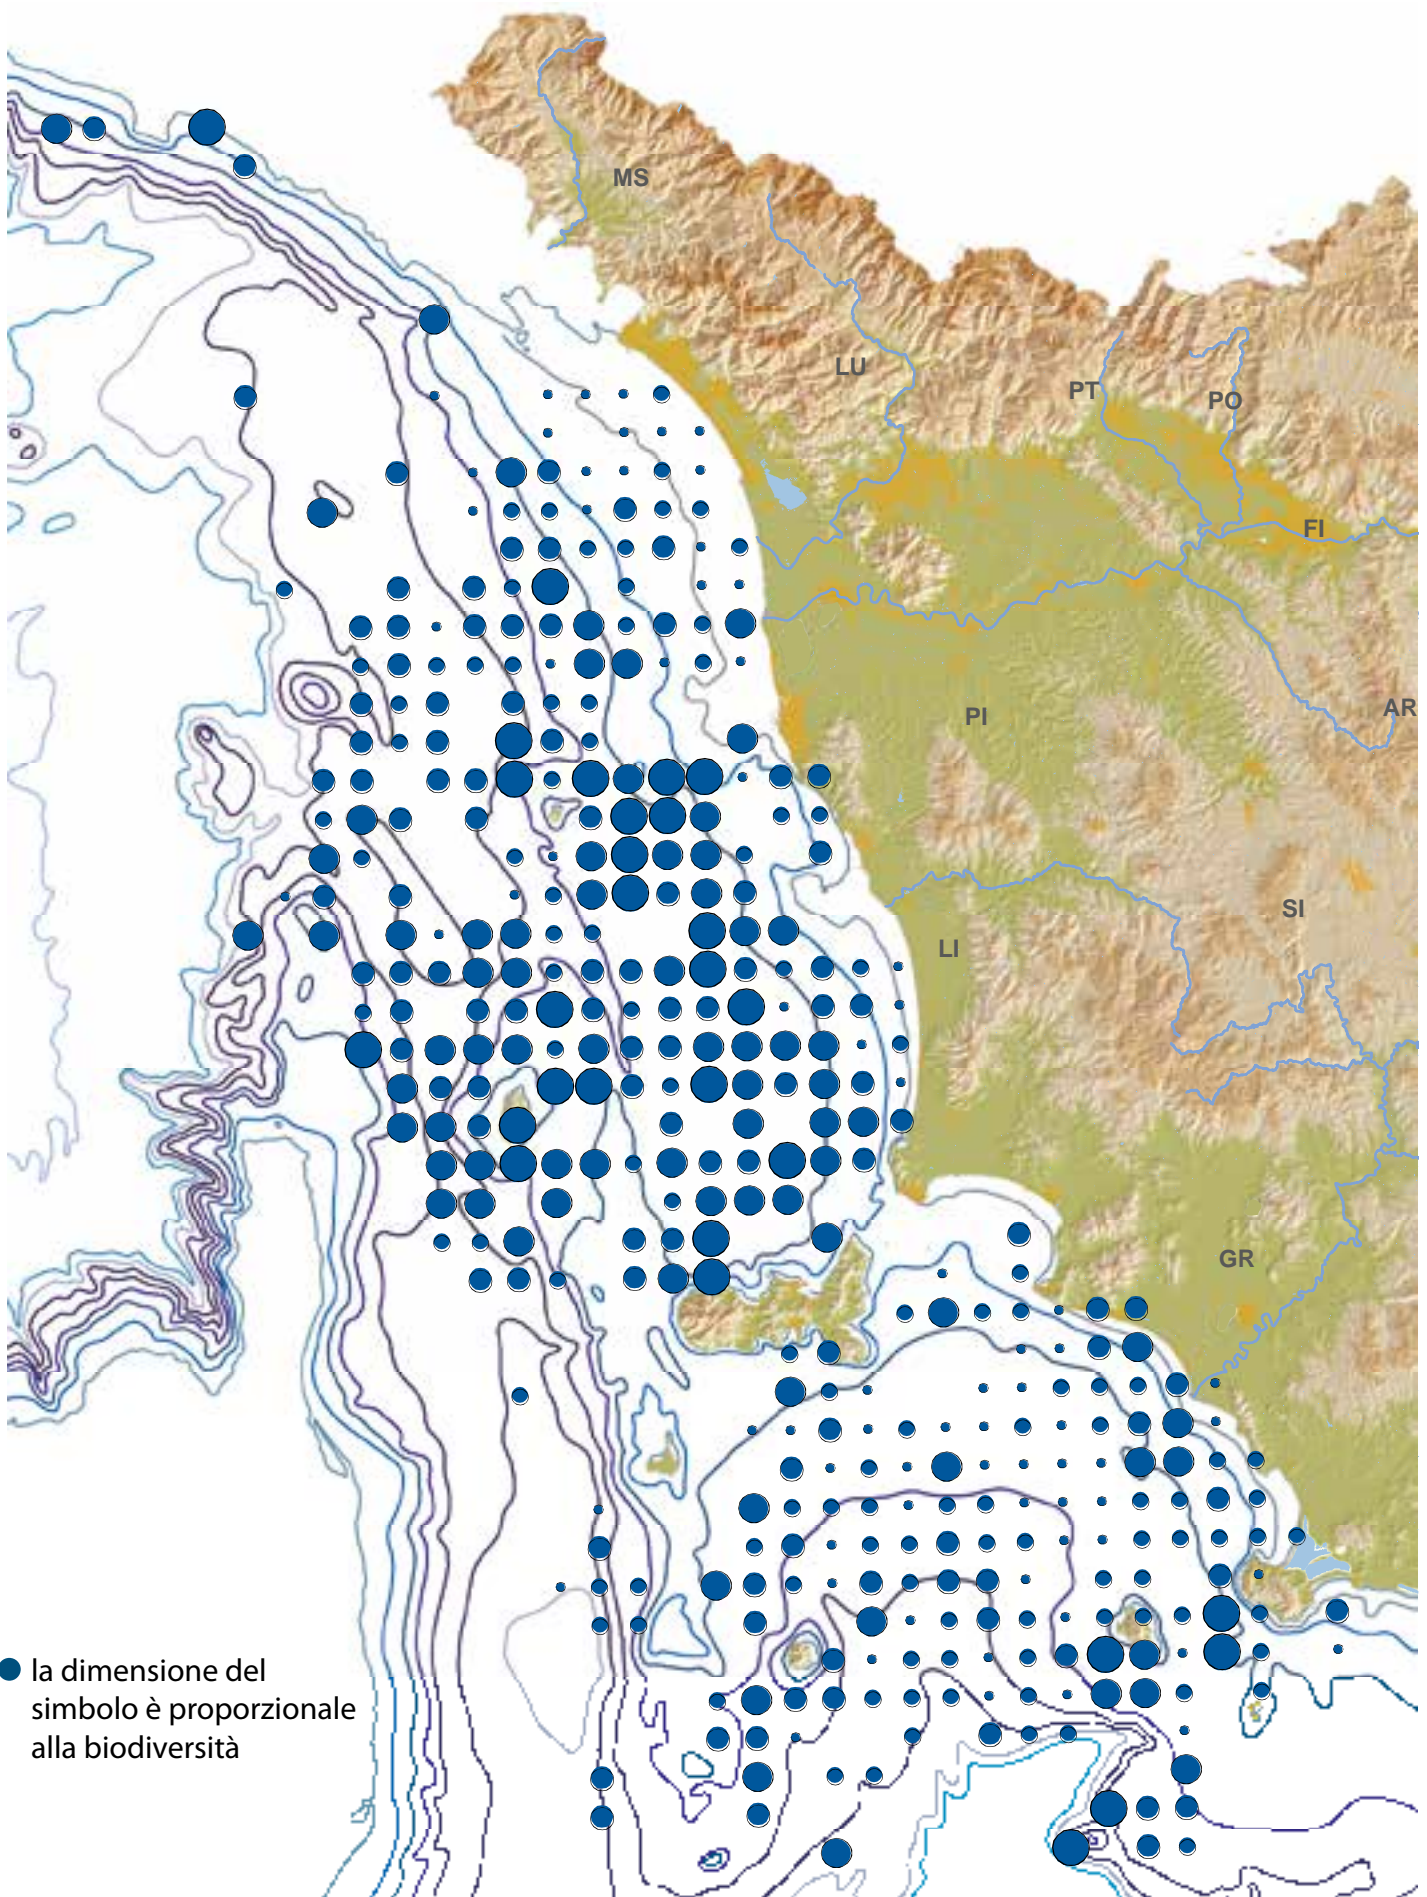 MS
LU
PT
PO
FI
AR
PI
SI
LI
GR
la dimensione del
simbolo è proporzionale
alla biodiversità